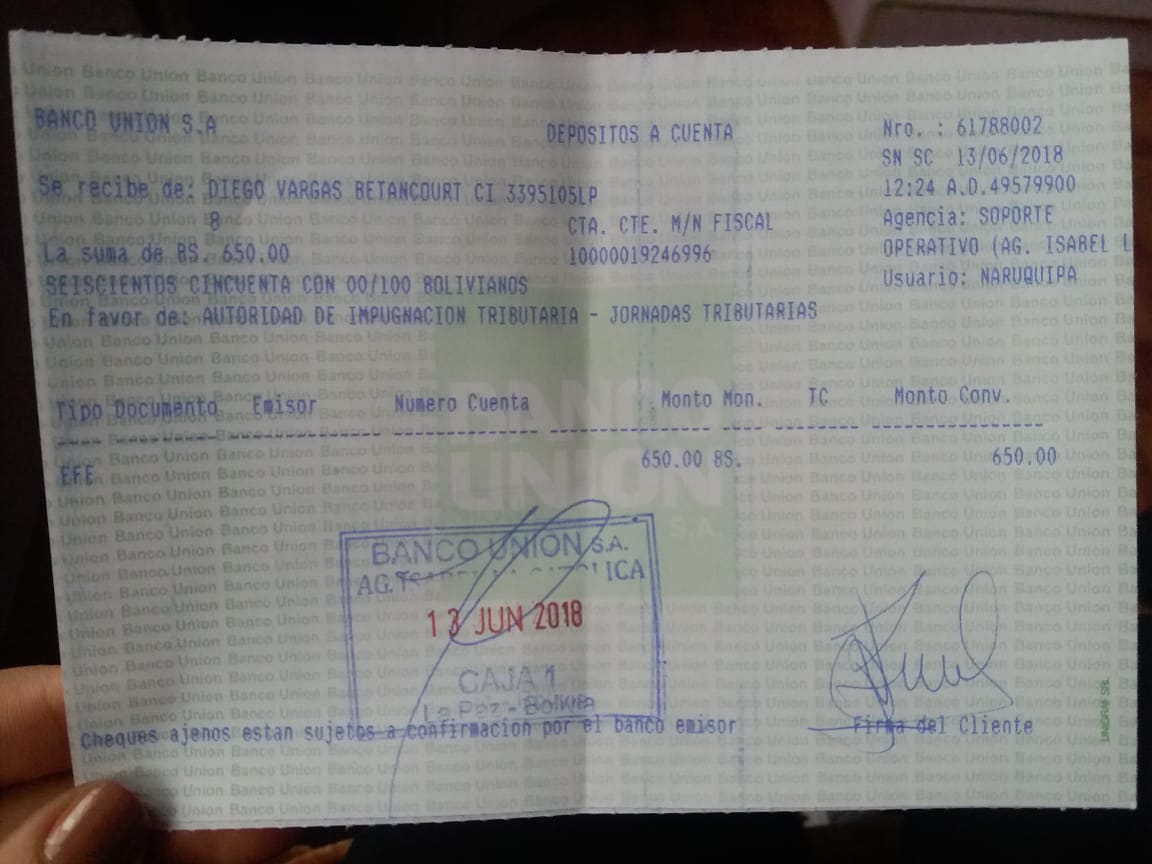 BANCO UNION S.A
DEPOSITOS A CUENTA
Nro. : 61788002
SN SC 13/06/2018
Se recibe de: DIEGO VARGAS BETANCOURT CI 3395105LP
12:24 A.D.49579900
8
CTA. CTE. M/N FISCAL
Agencia: SOPORTE
La suma de BS. 650.00
10000019246996
OPERATIVO (AG. ISABEL L
SEISCIENTOS CINCUENTA CON 00/100 BOLIVIANOS
Usuario: NARUQUIPA
En favor de: AUTORIDAD DE IMPUGNACION TRIBUTARIA - JORNADAS TRIBUTARIAS
Tipo Documento Emisor Numero Cuenta Monto Mon. TC Monto Conv.
EFE 650.00 BS. 650.00
BANCO UNION S.A.
BANCO UNION S.A.
AG.
13 JUN 2018
CAJA 1
La Paz - Bolivia
Cheques ajenos estan sujetos a confirmacion por el banco emisor
Firma del Cliente